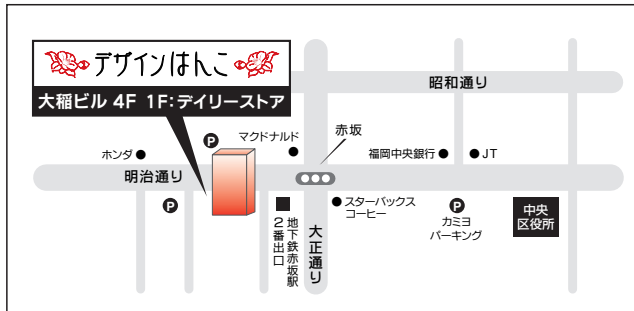 デザインはんこ
大稲ビル 4F 1F:デイリーストア
昭和通り
P
マクドナルド
赤坂
ホンダ
福岡中央銀行
JT
明治通り
P
地下鉄赤坂駅
2番出口
大正通り
スターバックス
コーヒー
P
カミヨ
パーキング
中央
区役所